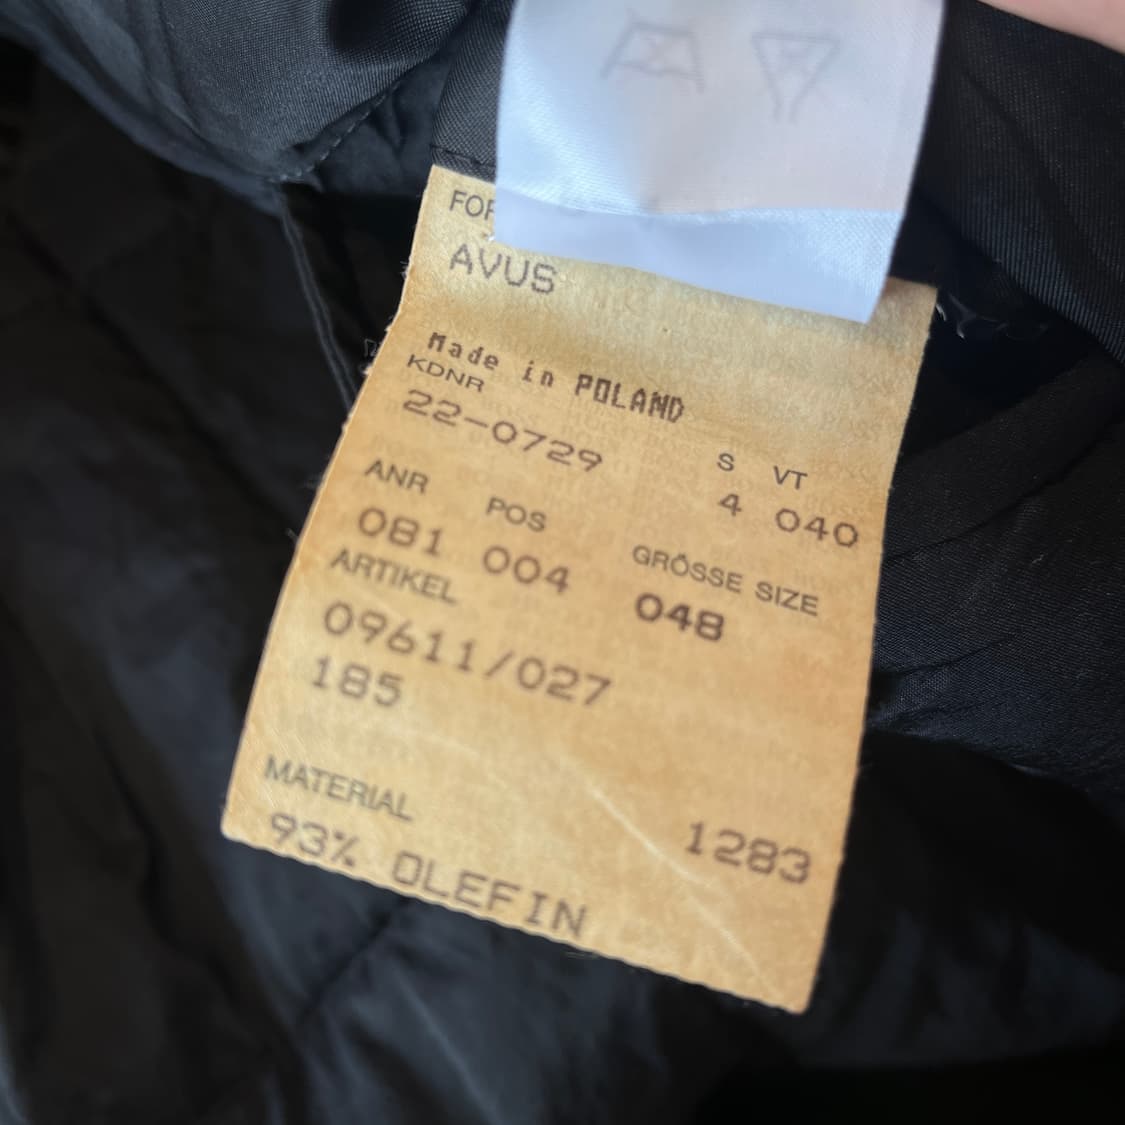 FOR
AVUS
Made in POLAND
KDNR
22-0729
S VT
4 040
ANR POS
081 004
GRÖSSE SIZE
048
ARTIKEL
09611/027
185
MATERIAL
1283
93% OLEFIN